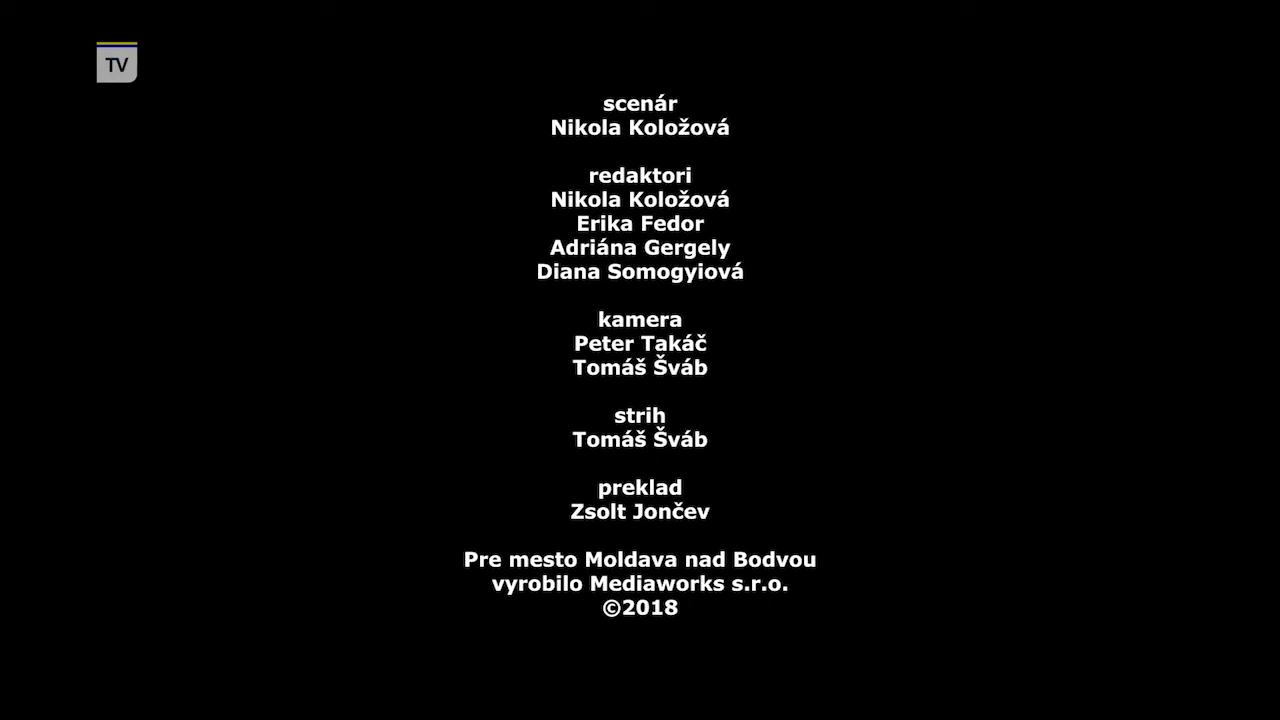 TV
scenár
Nikola Koložová
redaktori
Nikola Koložová
Erika Fedor
Adriána Gergely
Diana Somogyiová
kamera
Peter Takáč
Tomáš Šváb
strih
Tomáš Šváb
preklad
Zsolt Jončev
Pre mesto Moldava nad Bodvou
vyrobilo Mediaworks s.r.o.
©2018